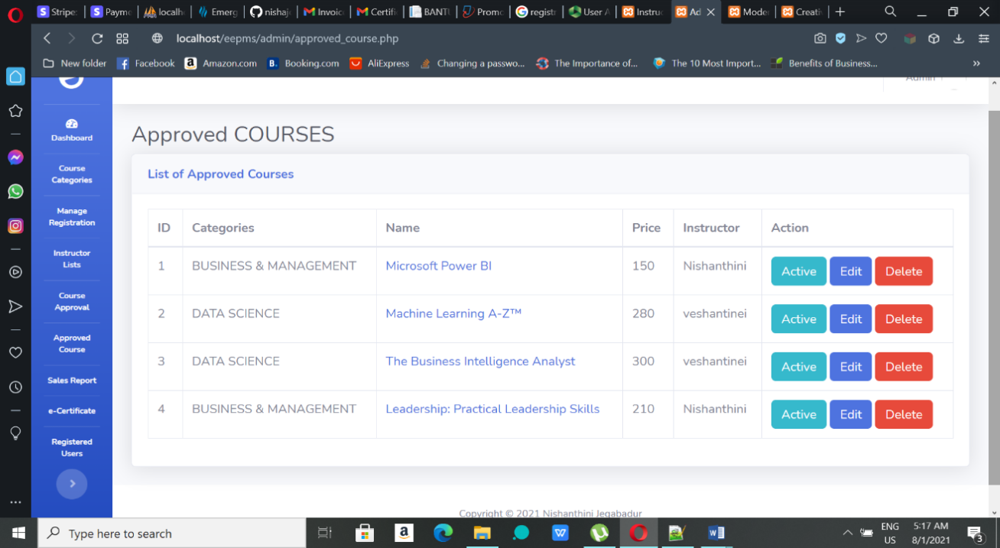 Stripe:
Payme
localh
Emerg
nishaj
Invoic
Certifi
BANTU
Promo
registr
User A
Instruc
Ad
Mode
Creati
localhost/eepms/admin/approved_course.php
New folder Facebook Amazon.com Booking.com AliExpress Changing a passwo... The Importance of... The 10 Most Import... Benefits of Business... »
Admin
Dashboard
Course
Categories
Manage
Registration
Instructor
Lists
Course
Approval
Approved
Course
Sales Report
e-Certificate
Registered
Users
Approved COURSES
List of Approved Courses
ID Categories Name Price Instructor Action
1 BUSINESS & MANAGEMENT Microsoft Power BI 150 Nishanthini Active Edit Delete
2 DATA SCIENCE Machine Learning A-Z™ 280 veshantinei Active Edit Delete
3 DATA SCIENCE The Business Intelligence Analyst 300 veshantinei Active Edit Delete
4 BUSINESS & MANAGEMENT Leadership: Practical Leadership Skills 210 Nishanthini Active Edit Delete
Copyright © 2021 Nishanthini Jegabadur
Type here to search
ENG
US
5:17 AM
8/1/2021
3